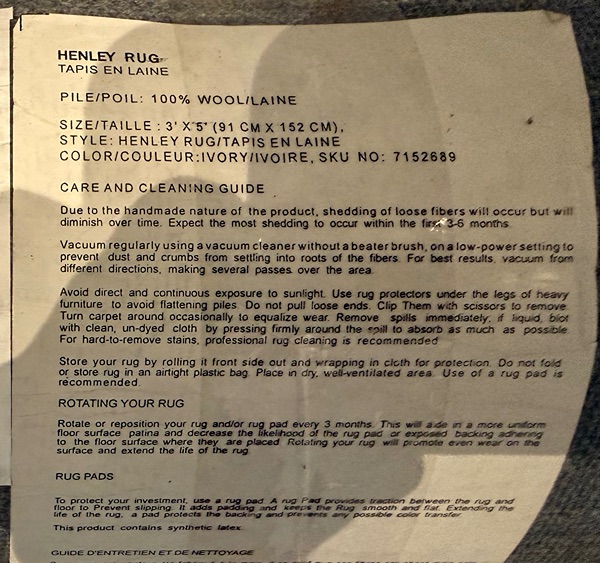 HENLEY RUG
TAPIS EN LAINE
PILE/POIL: 100% WOOL/LAINE
SIZE/TAILLE : 3' X 5' (91 CM X 152 CM),
STYLE: HENLEY RUG/TAPIS EN LAINE
COLOR/COULEUR:IVORY/IVOIRE, SKU NO: 7152689
CARE AND CLEANING GUIDE
Due to the handmade nature of the product, shedding of loose fibers will occur but will
diminish over time. Expect the most shedding to occur within the first 3-6 months.
Vacuum regularly using a vacuum cleaner without a beater brush, on a low-power setting to
prevent dust and crumbs from settling into roots of the fibers. For best results, vacuum from
different directions, making several passes over the area.
Avoid direct and continuous exposure to sunlight. Use rug protectors under the legs of heavy
furniture to avoid flattening piles. Do not pull loose ends. Clip Them with scissors to remove.
Turn carpet around occasionally to equalize wear. Remove spills immediately; if liquid, blot
with clean, un-dyed cloth by pressing firmly around the spill to absorb as much as possible.
For hard-to-remove stains, professional rug cleaning is recommended
Store your rug by rolling it front side out and wrapping in cloth for protection. Do not fold
or store rug in an airtight plastic bag. Place in dry, well-ventilated area. Use of a rug pad is
recommended.
ROTATING YOUR RUG
Rotate or reposition your rug and/or rug pad every 3 months. This will aide in a more uniform
floor surface patina and decrease the likelihood of the rug pad or exposed backing adhering
to the floor surface where they are placed Rotating your rug will promote even wear on the
surface and extend the life of the rug.
RUG PADS
To protect your investment, use a rug pad. A rug Pad provides traction between the rug and
floor to Prevent slipping. It adds padding and keeps the Rug smooth and flat. Extending the
life of the rug, a pad protects the backing and prevents any possible color transfer.
This product contains synthetic latex.
GUIDE D'ENTRETIEN ET DE NETTOYAGE